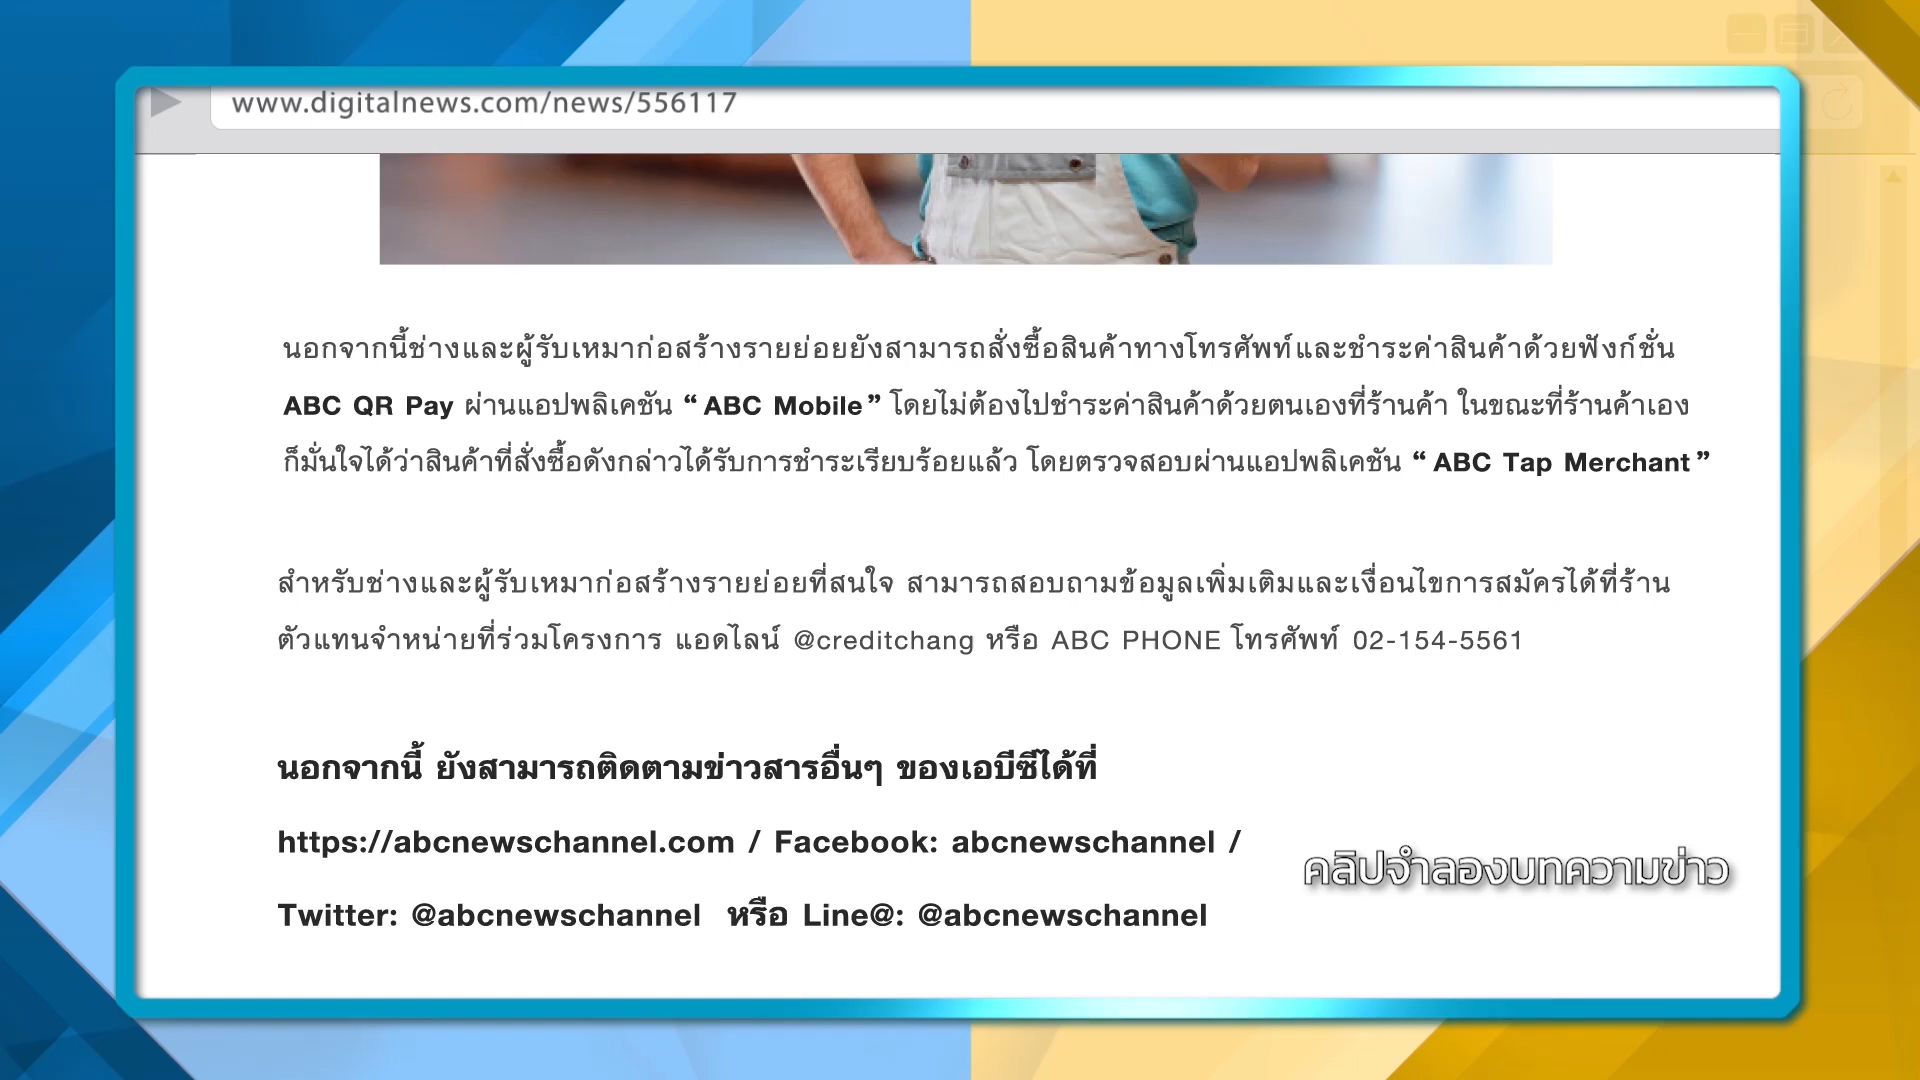 www.digitalnews.com/news/556117
นอกจากนี้ช่างและผู้รับเหมาก่อสร้างรายย่อยยังสามารถสั่งซื้อสินค้าทางโทรศัพท์และชำระค่าสินค้าด้วยฟังก์ชั่น
ABC QR Pay ผ่านแอปพลิเคชัน “ ABC Mobile ” โดยไม่ต้องไปชำระค่าสินค้าด้วยตนเองที่ร้านค้า ในขณะที่ร้านค้าเอง
ก็มั่นใจได้ว่าสินค้าที่สั่งซื้อดังกล่าวได้รับการชำระเรียบร้อยแล้ว โดยตรวจสอบผ่านแอปพลิเคชัน “ ABC Tap Merchant ”
สำหรับช่างและผู้รับเหมาก่อสร้างรายย่อยที่สนใจ สามารถสอบถามข้อมูลเพิ่มเติมและเงื่อนไขการสมัครได้ที่ร้าน
ตัวแทนจำหน่ายที่ร่วมโครงการ แอดไลน์ @creditchang หรือ ABC PHONE โทรศัพท์ 02-154-5561
นอกจากนี้ ยังสามารถติดตามข่าวสารอื่นๆ ของเอบีซีได้ที่
https://abcnewschannel.com / Facebook: abcnewschannel /
คลิปจำลองบทความข่าว
Twitter: @abcnewschannel หรือ Line@: @abcnewschannel